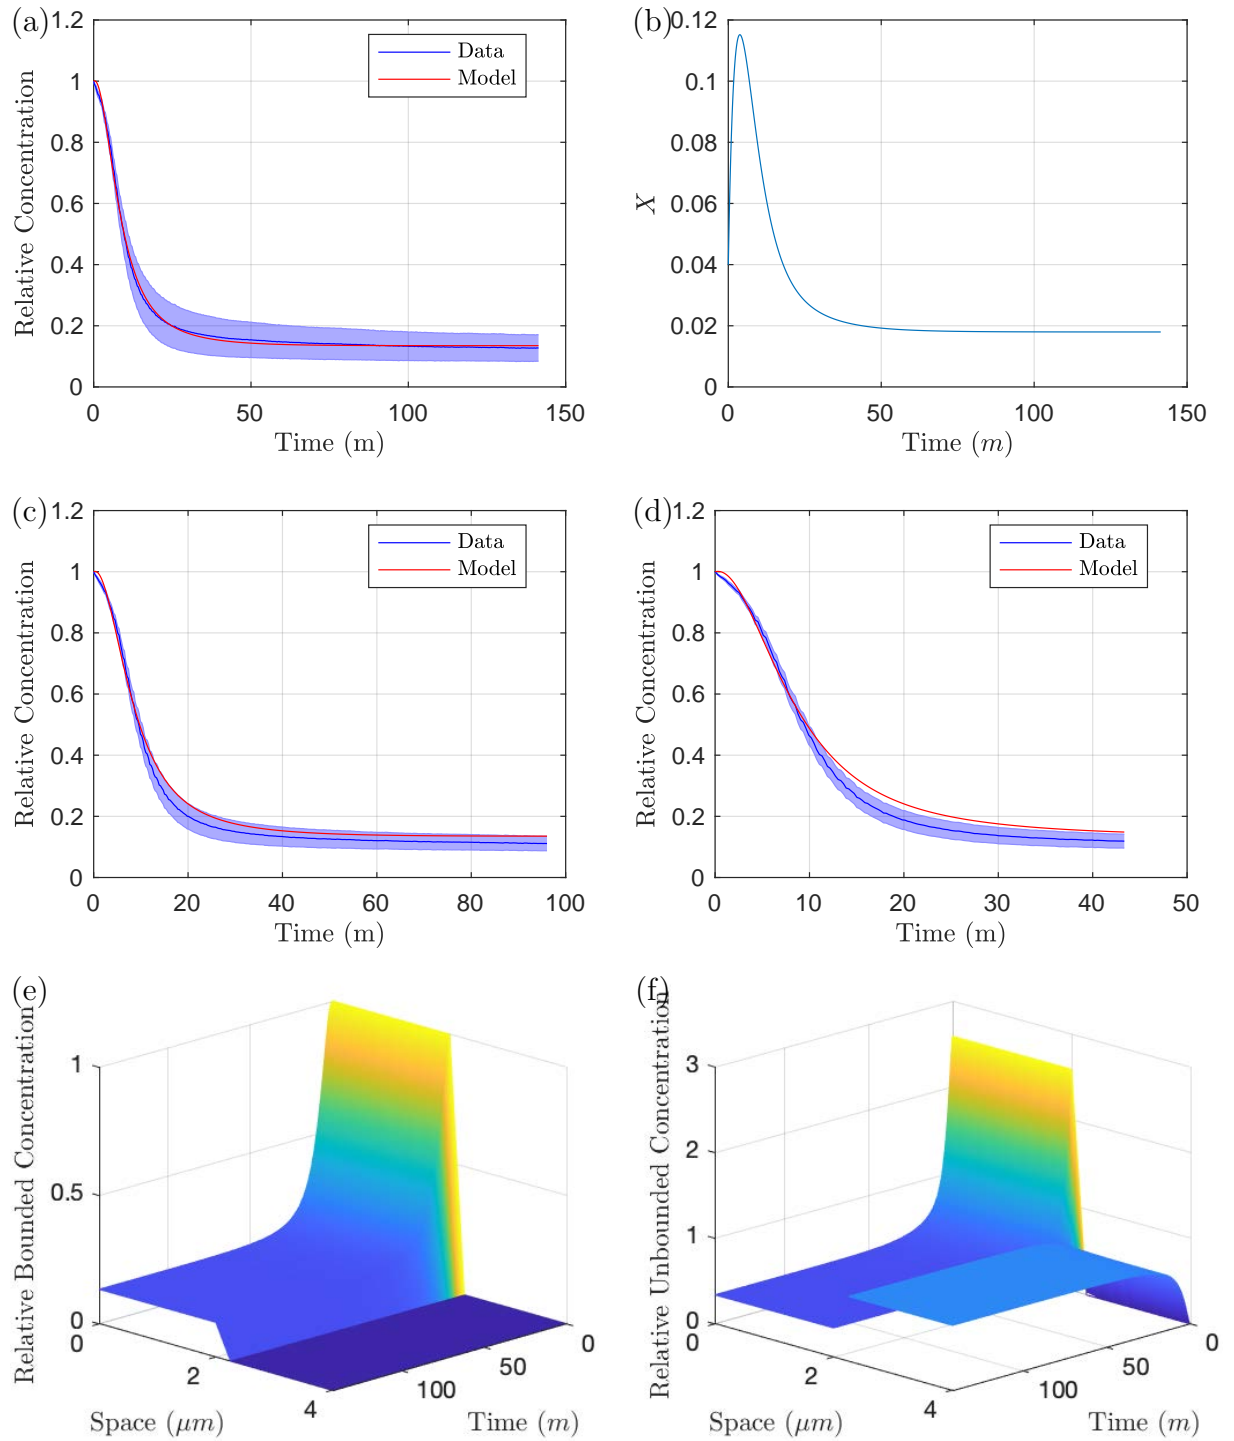 (a)
1.2
1
0.8
0.6
0.4
0.2
0
Relative Concentration
Data
Model
0
50
100
150
Time (m)
(b)
0.12
0.1
0.08
0.06
0.04
0.02
0
X
0
50
100
150
Time (m)
(c)
1.2
1
0.8
0.6
0.4
0.2
0
Relative Concentration
Data
Model
0
20
40
60
80
100
Time (m)
(d)
1.2
1
0.8
0.6
0.4
0.2
0
Relative Concentration
Data
Model
0
10
20
30
40
50
Time (m)
(e)
Relative Bounded Concentration
1
0.5
0
0
2
4
Space (μm)
100
50
0
Time (m)
(f)
Relative Unbounded Concentration
3
2
1
0
0
2
4
Space (μm)
100
50
0
Time (m)